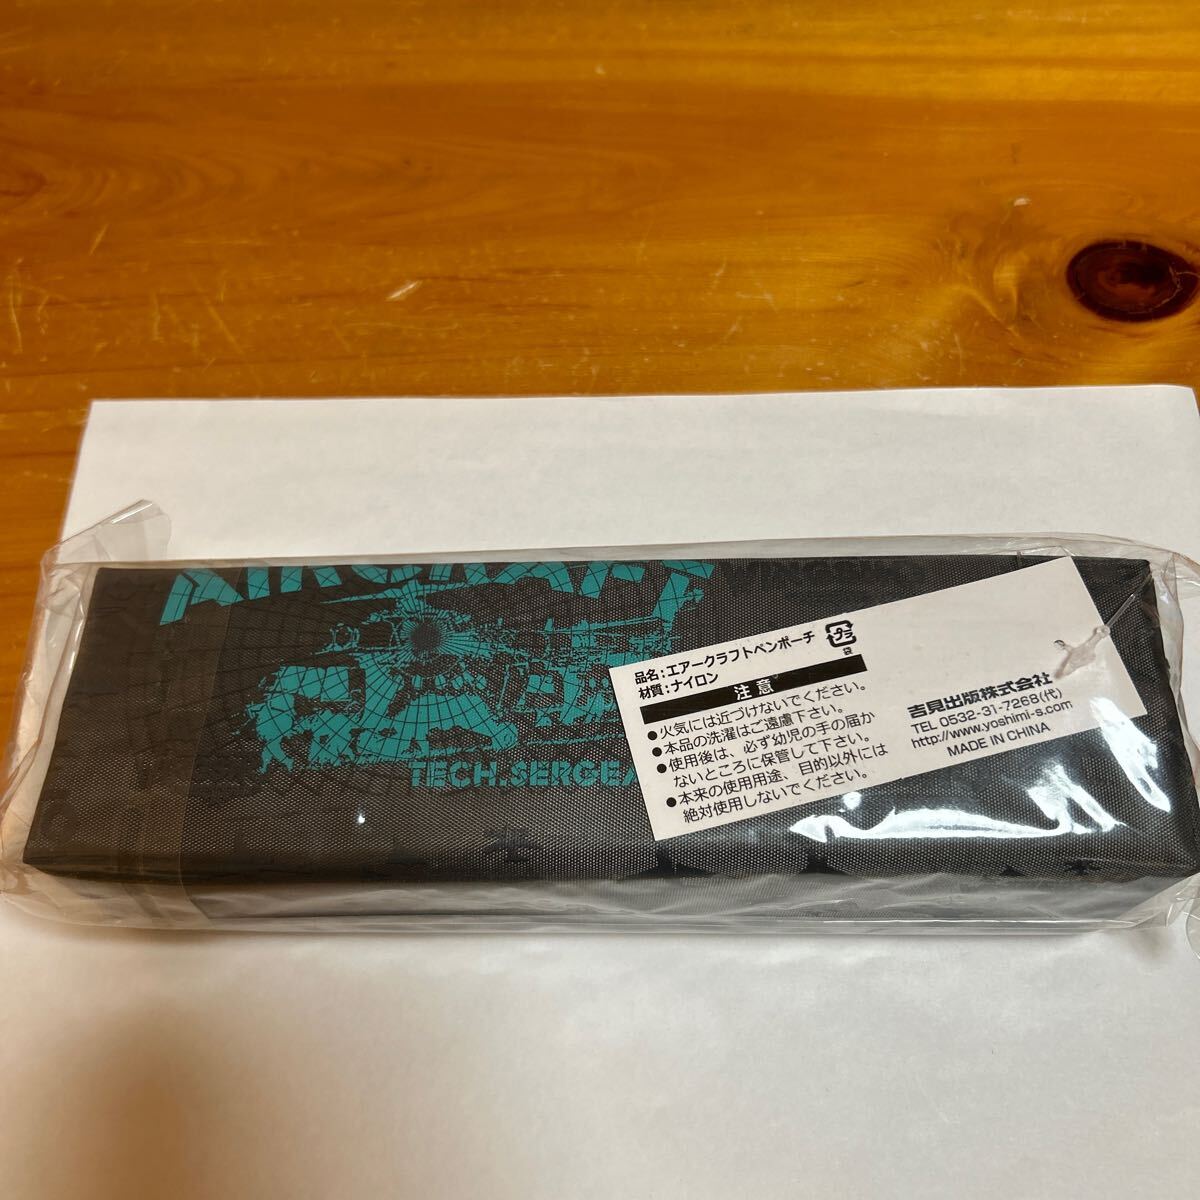 AIRCRAFT
TECH.SERGEA
品名:エアークラフトペンポーチ
材質:ナイロン
プラ
袋
注意
●火気には近づけないでください。
●本品の洗濯はご遠慮下さい。
●使用後は、必ず幼児の手の届か
ないところに保管して下さい。
●本来の使用用途、目的以外には
絶対使用しないでください。
吉見出版株式会社
TEL 0532-31-7268(代)
http://www.yoshimi-s.com
MADE IN CHINA